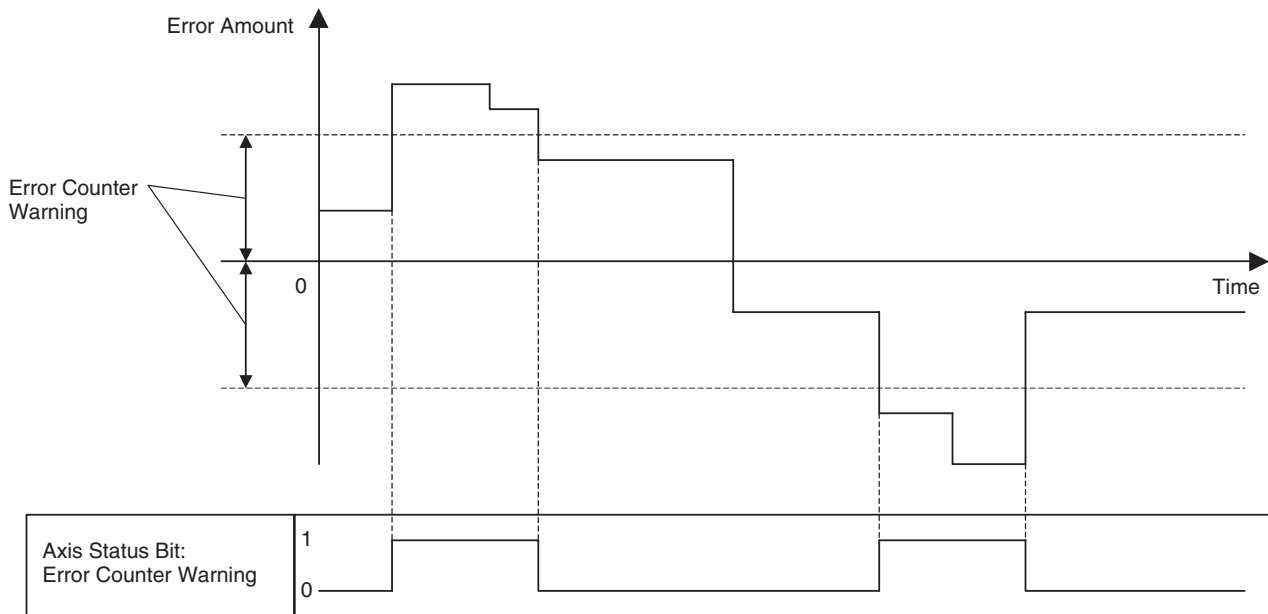 Error Amount
Error Counter
Warning
0
Time
Axis Status Bit:
Error Counter Warning
1
0